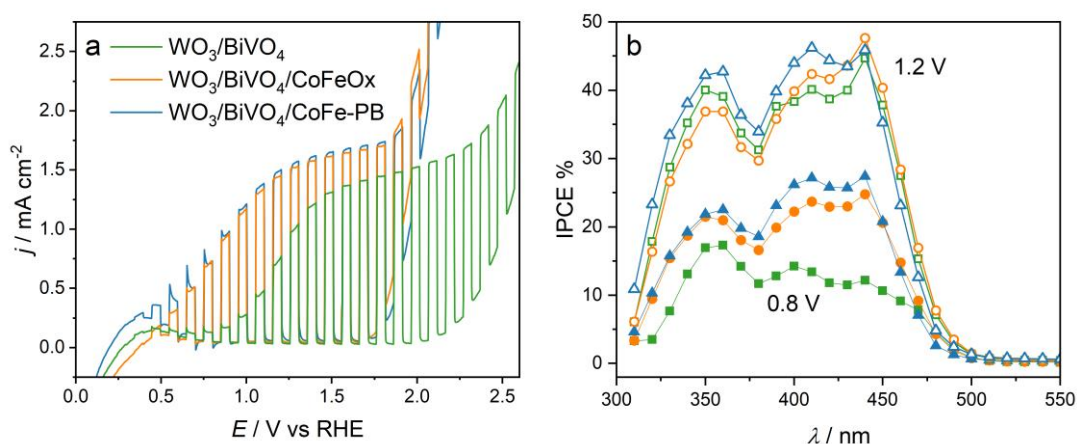 a
WO₃/BiVO₄
WO₃/BiVO₄/CoFeOx
WO₃/BiVO₄/CoFe-PB
2.5
2.0
1.5
1.0
0.5
0.0
j / mA cm⁻²
0.0 0.5 1.0 1.5 2.0 2.5
E / V vs RHE
b
1.2 V
0.8 V
50
40
30
20
10
0
IPCE %
300 350 400 450 500 550
λ / nm